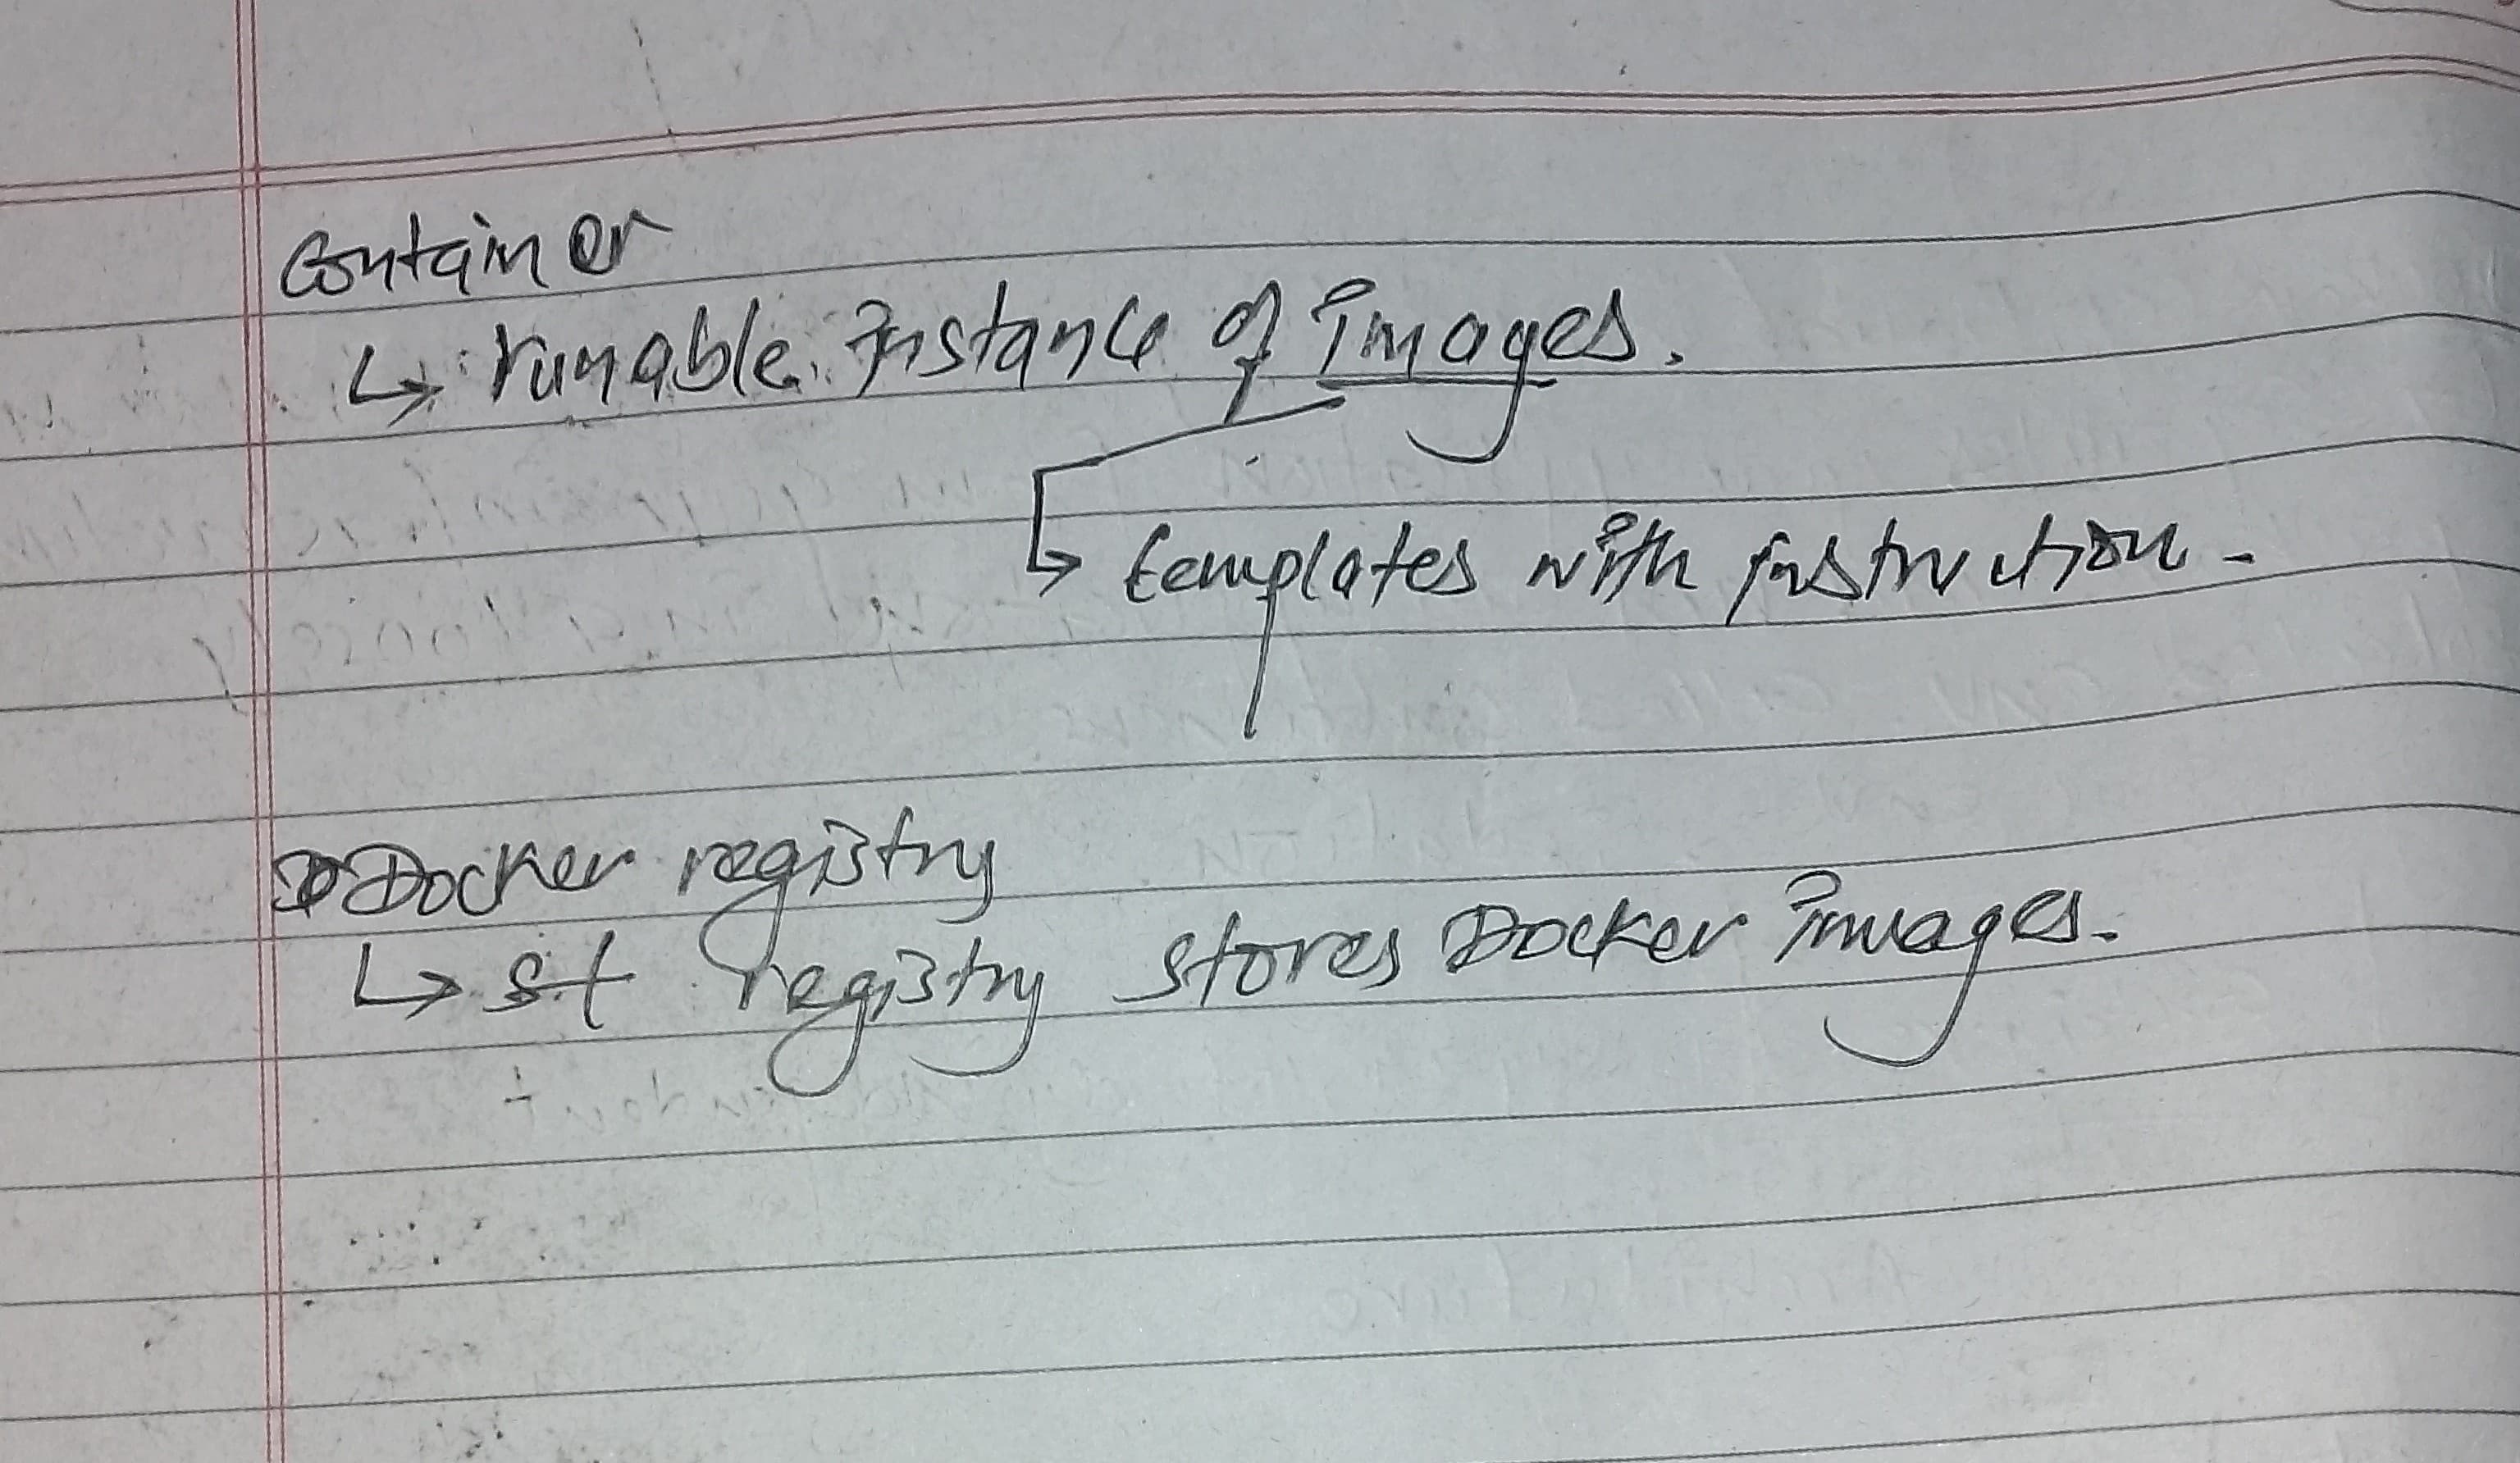 Container
↳ runable instance of images.
↳ templates with instruction.
Docker registry
↳ st registry stores Docker images.